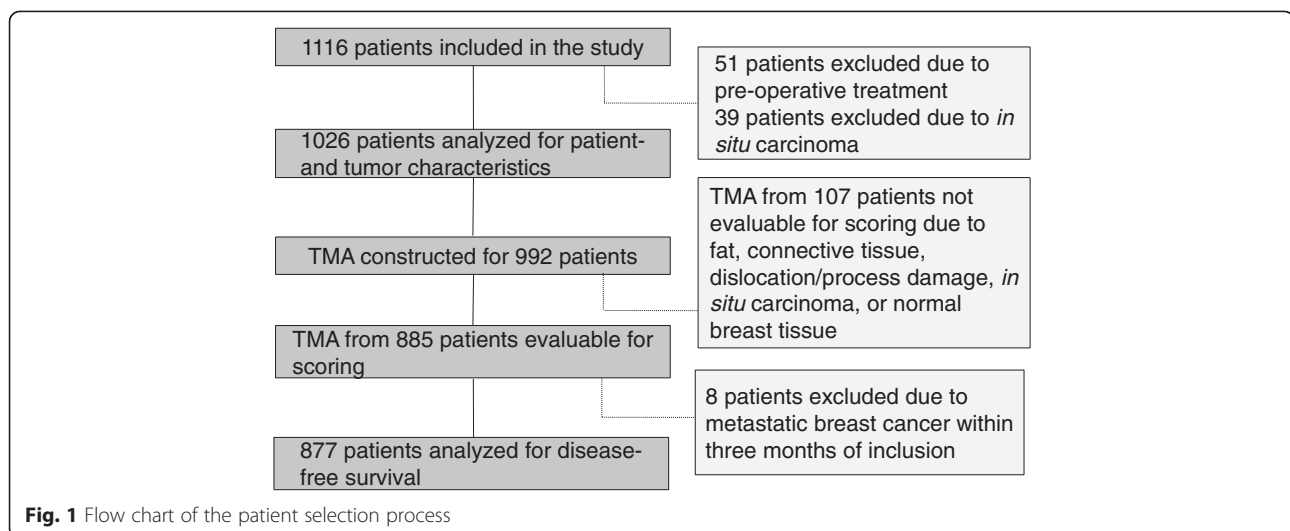 1116 patients included in the study
51 patients excluded due to
pre-operative treatment
39 patients excluded due to in
situ carcinoma
1026 patients analyzed for patient-
and tumor characteristics
TMA from 107 patients not
evaluable for scoring due to
fat, connective tissue,
dislocation/process damage, in
situ carcinoma, or normal
breast tissue
TMA constructed for 992 patients
TMA from 885 patients evaluable for
scoring
8 patients excluded due to
metastatic breast cancer within
three months of inclusion
877 patients analyzed for disease-
free survival
Fig. 1 Flow chart of the patient selection process